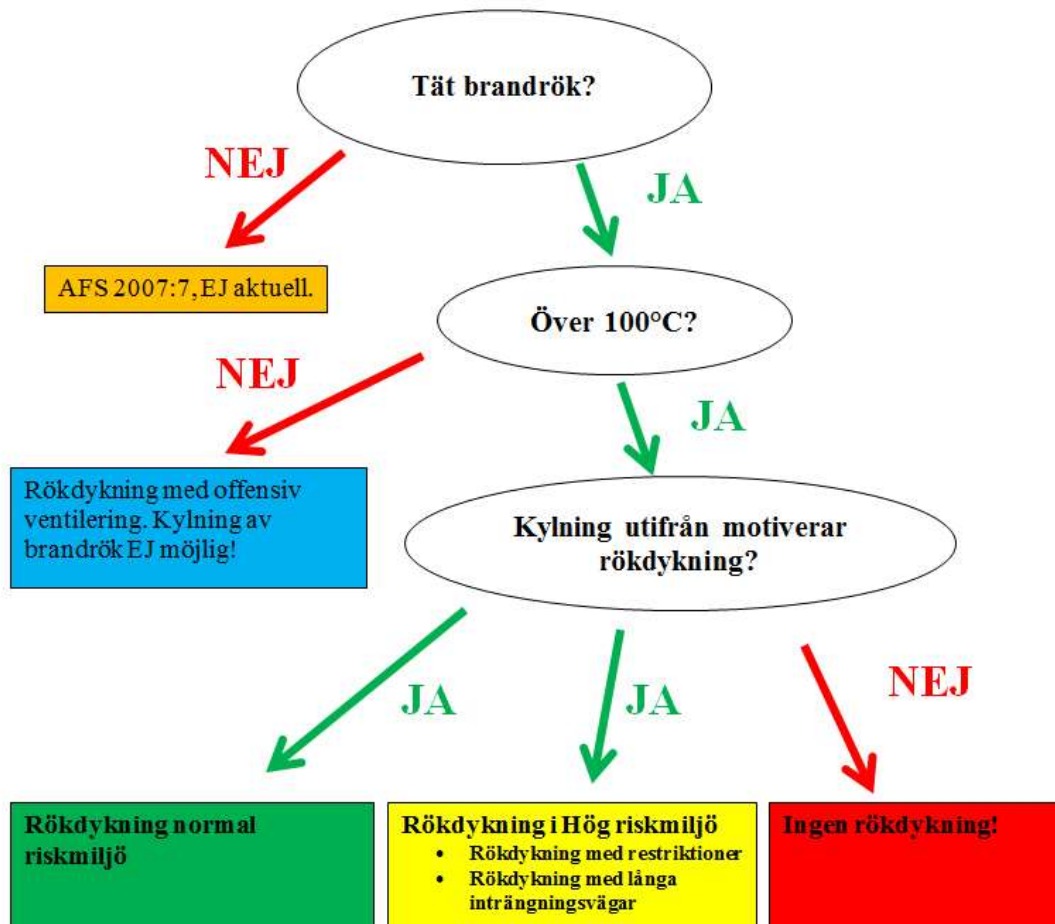 Tät brandrök?
NEJ
JA
AFS 2007:7, EJ aktuell.
Över 100°C?
NEJ
JA
Rökdykning med offensiv
ventilering. Kylning av
brandrök EJ möjlig!
Kylning utifrån motiverar
rökdykning?
JA
JA
NEJ
Rökdykning normal
riskmiljö
Rökdykning i Hög riskmiljö
• Rökdykning med restriktioner
• Rökdykning med långa
inträngningsvägar
Ingen rökdykning!